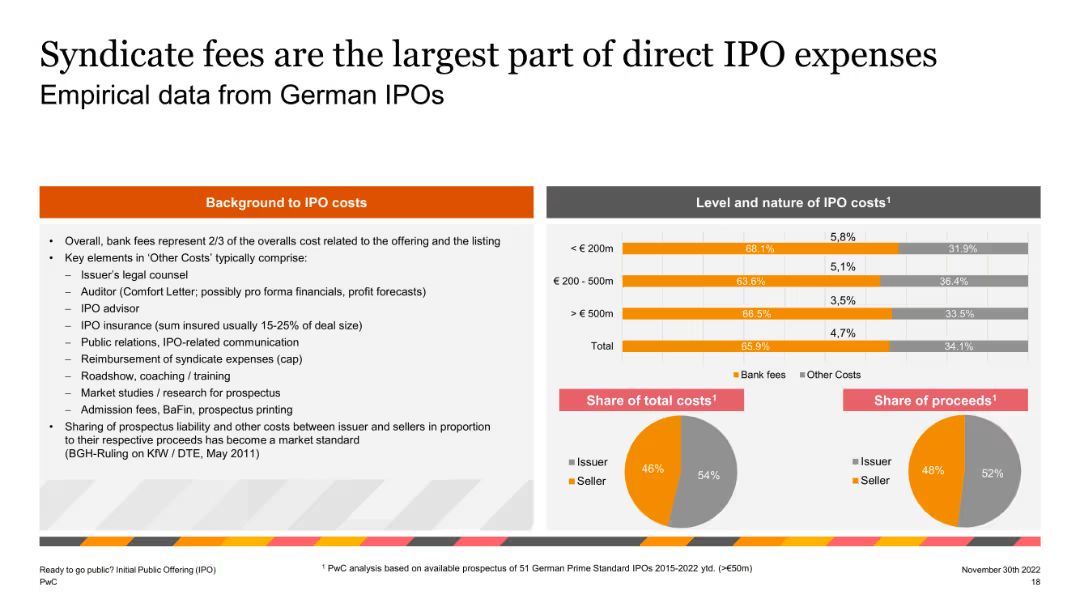 Syndicate fees are the largest part of direct IPO expenses
Empirical data from German IPOs
Background to IPO costs
• Overall, bank fees represent 2/3 of the overalls cost related to the offering and the listing
• Key elements in ‘Other Costs’ typically comprise:
– Issuer's legal counsel
– Auditor (Comfort Letter; possibly pro forma financials, profit forecasts)
– IPO advisor
– IPO insurance (sum insured usually 15-25% of deal size)
– Public relations, IPO-related communication
– Reimbursement of syndicate expenses (cap)
– Roadshow, coaching / training
– Market studies / research for prospectus
– Admission fees, BaFin, prospectus printing
• Sharing of prospectus liability and other costs between issuer and sellers in proportion
to their respective proceeds has become a market standard
(BGH-Ruling on KfW / DTE, May 2011)
Level and nature of IPO costs¹
5,8%
< € 200m 68.1% 31.9%
5,1%
€ 200 - 500m 63.6% 36.4%
3,5%
> € 500m 66.5% 33.5%
4,7%
Total 65.9% 34.1%
Bank fees Other Costs
Share of total costs¹
Issuer
Seller
46%
54%
Share of proceeds¹
Issuer
Seller
48%
52%
Ready to go public? Initial Public Offering (IPO)
PwC
¹ PwC analysis based on available prospectus of 51 German Prime Standard IPOs 2015-2022 ytd. (>€50m)
November 30th 2022
18